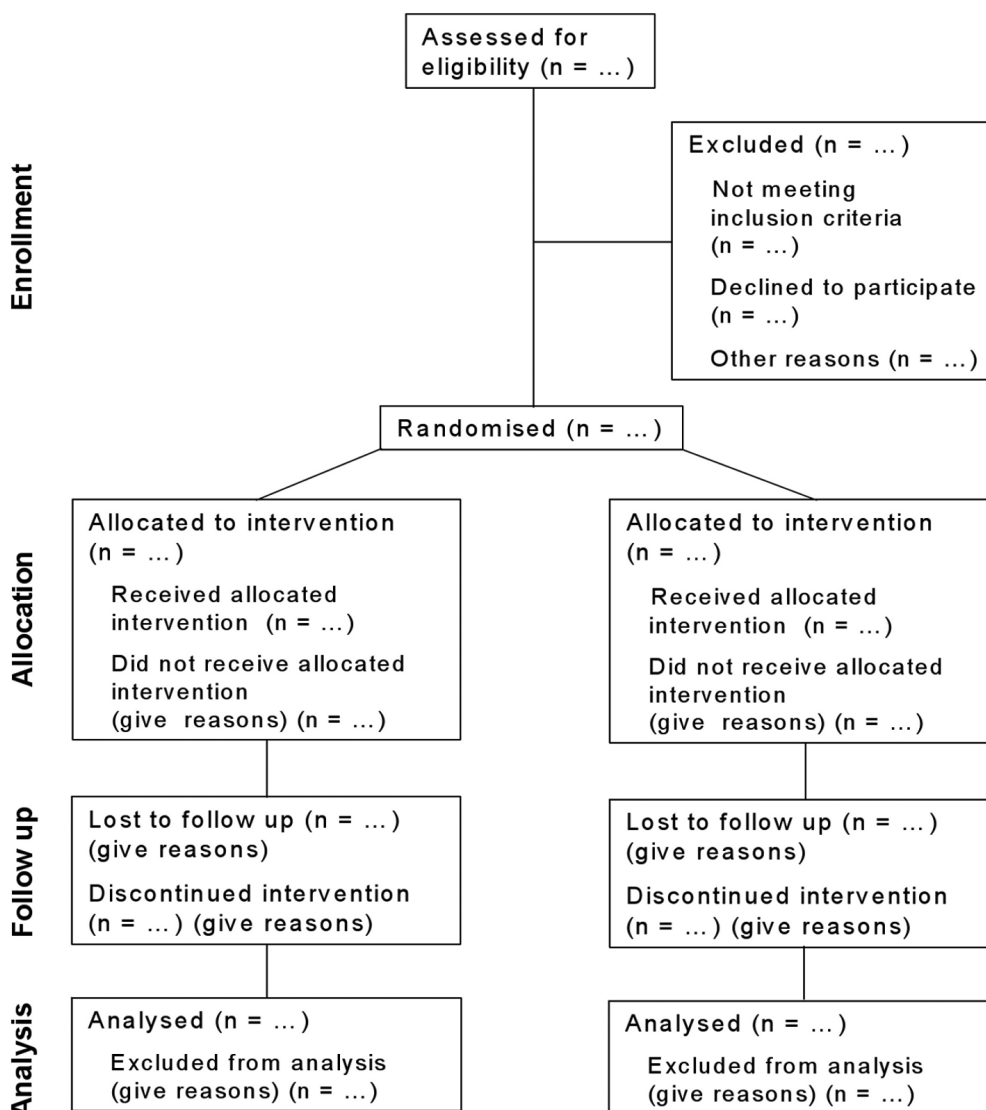 Assessed for
eligibility (n = ...)
Enrollment
Excluded (n = ...)
Not meeting
inclusion criteria
(n = ...)
Declined to participate
(n = ...)
Other reasons (n = ...)
Randomised (n = ...)
Allocation
Allocated to intervention
(n = ...)
Received allocated
intervention (n = ...)
Did not receive allocated
intervention
(give reasons) (n = ...)
Allocated to intervention
(n = ...)
Received allocated
intervention (n = ...)
Did not receive allocated
intervention
(give reasons) (n = ...)
Follow up
Lost to follow up (n = ...)
(give reasons)
Discontinued intervention
(n = ...) (give reasons)
Lost to follow up (n = ...)
(give reasons)
Discontinued intervention
(n = ...) (give reasons)
Analysis
Analysed (n = ...)
Excluded from analysis
(give reasons) (n = ...)
Analysed (n = ...)
Excluded from analysis
(give reasons) (n = ...)